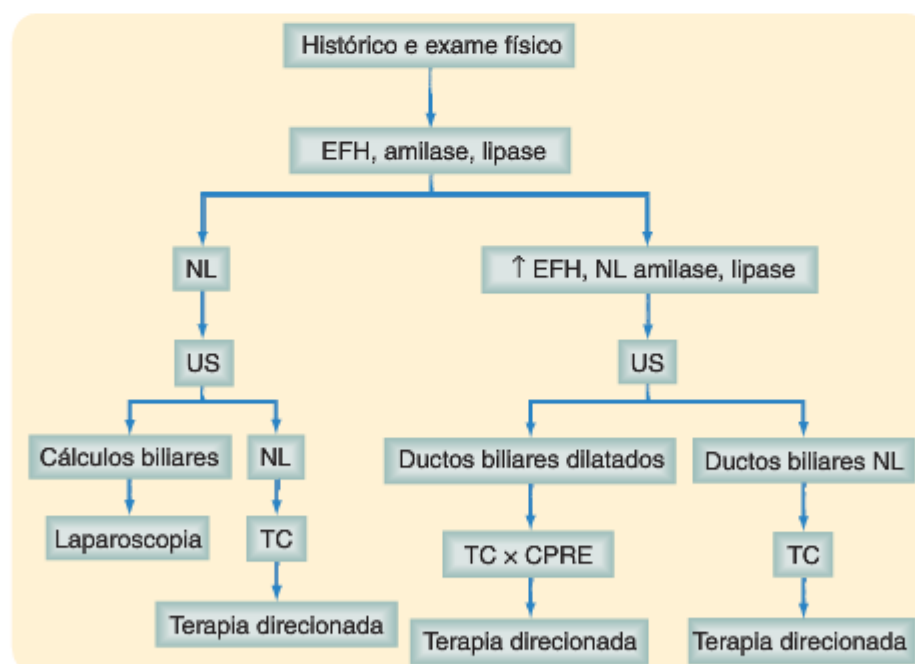 Histórico e exame físico
EFH, amilase, lipase
NL
↑ EFH, NL amilase, lipase
US
US
Cálculos biliares
NL
Ductos biliares dilatados
Ductos biliares NL
Laparoscopia
TC
TC × CPRE
TC
Terapia direcionada
Terapia direcionada
Terapia direcionada